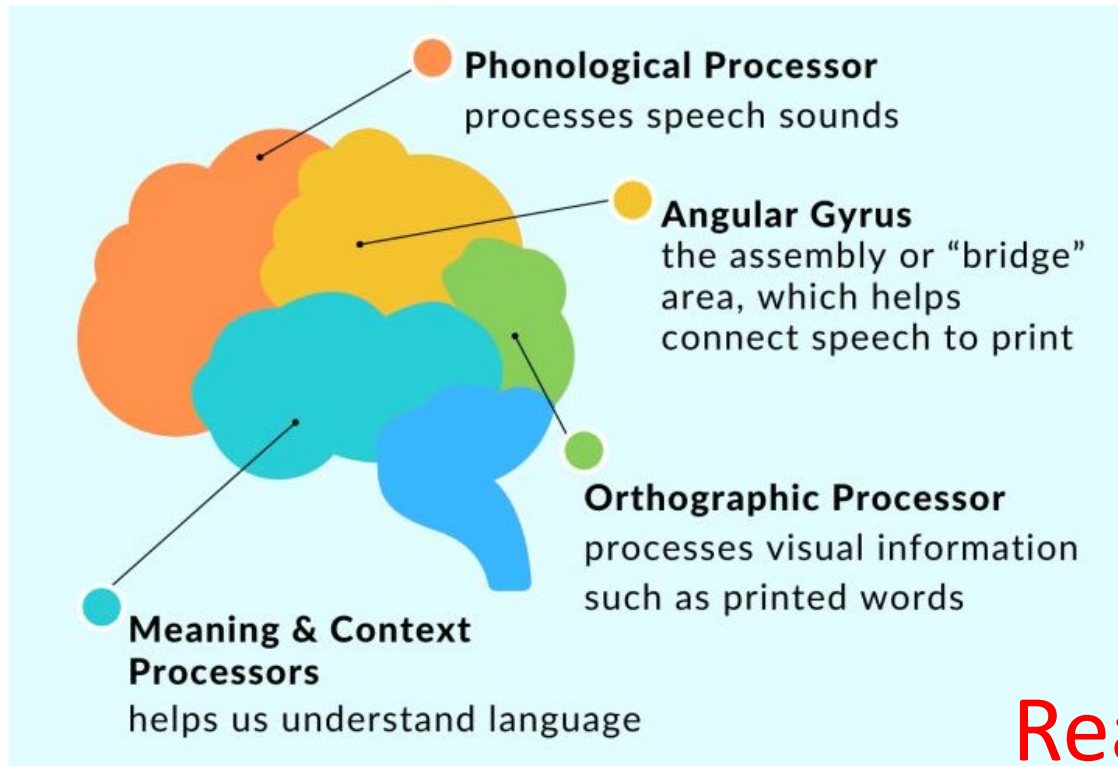 Phonological Processor
processes speech sounds
Angular Gyrus
the assembly or “bridge”
area, which helps
connect speech to print
Orthographic Processor
processes visual information
such as printed words
Meaning & Context
Processors
helps us understand language
Rea